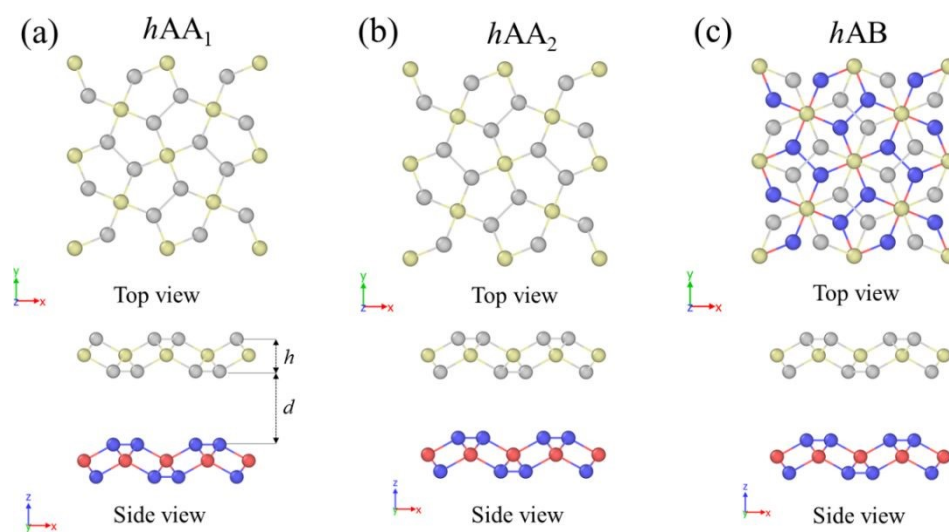 (a) hAA₁
(b) hAA₂
(c) hAB
y
z x
Top view
y
z x
Top view
y
z x
Top view
h
d
z
y x
Side view
z
y x
Side view
z
y x
Side view